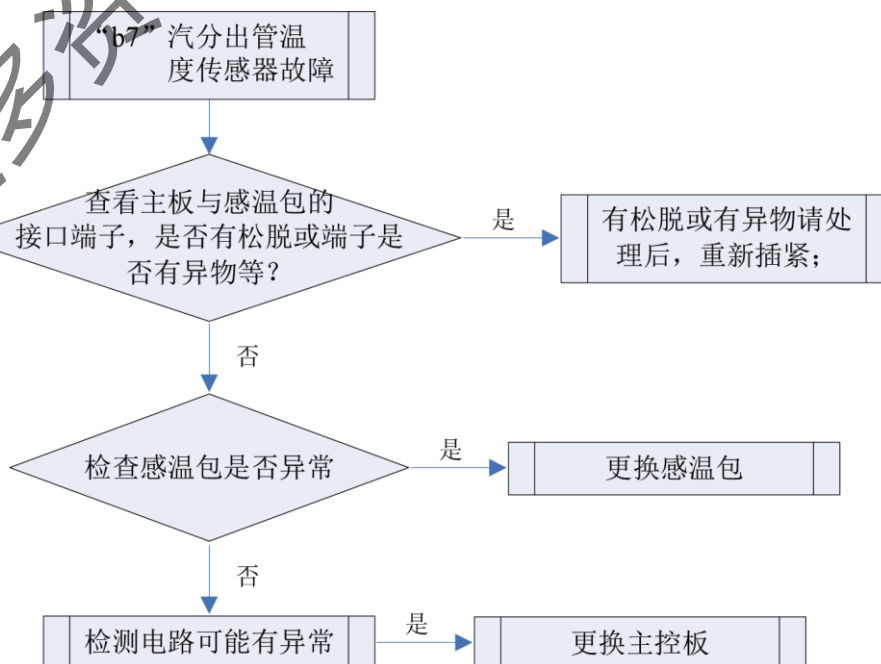 “b7”汽分出管温
度传感器故障
查看主板与感温包的
接口端子，是否有松脱或端子是
否有异物等？
是
有松脱或有异物请处
理后，重新插紧；
否
检查感温包是否异常
是
更换感温包
否
检测电路可能有异常
是
更换主控板
多资